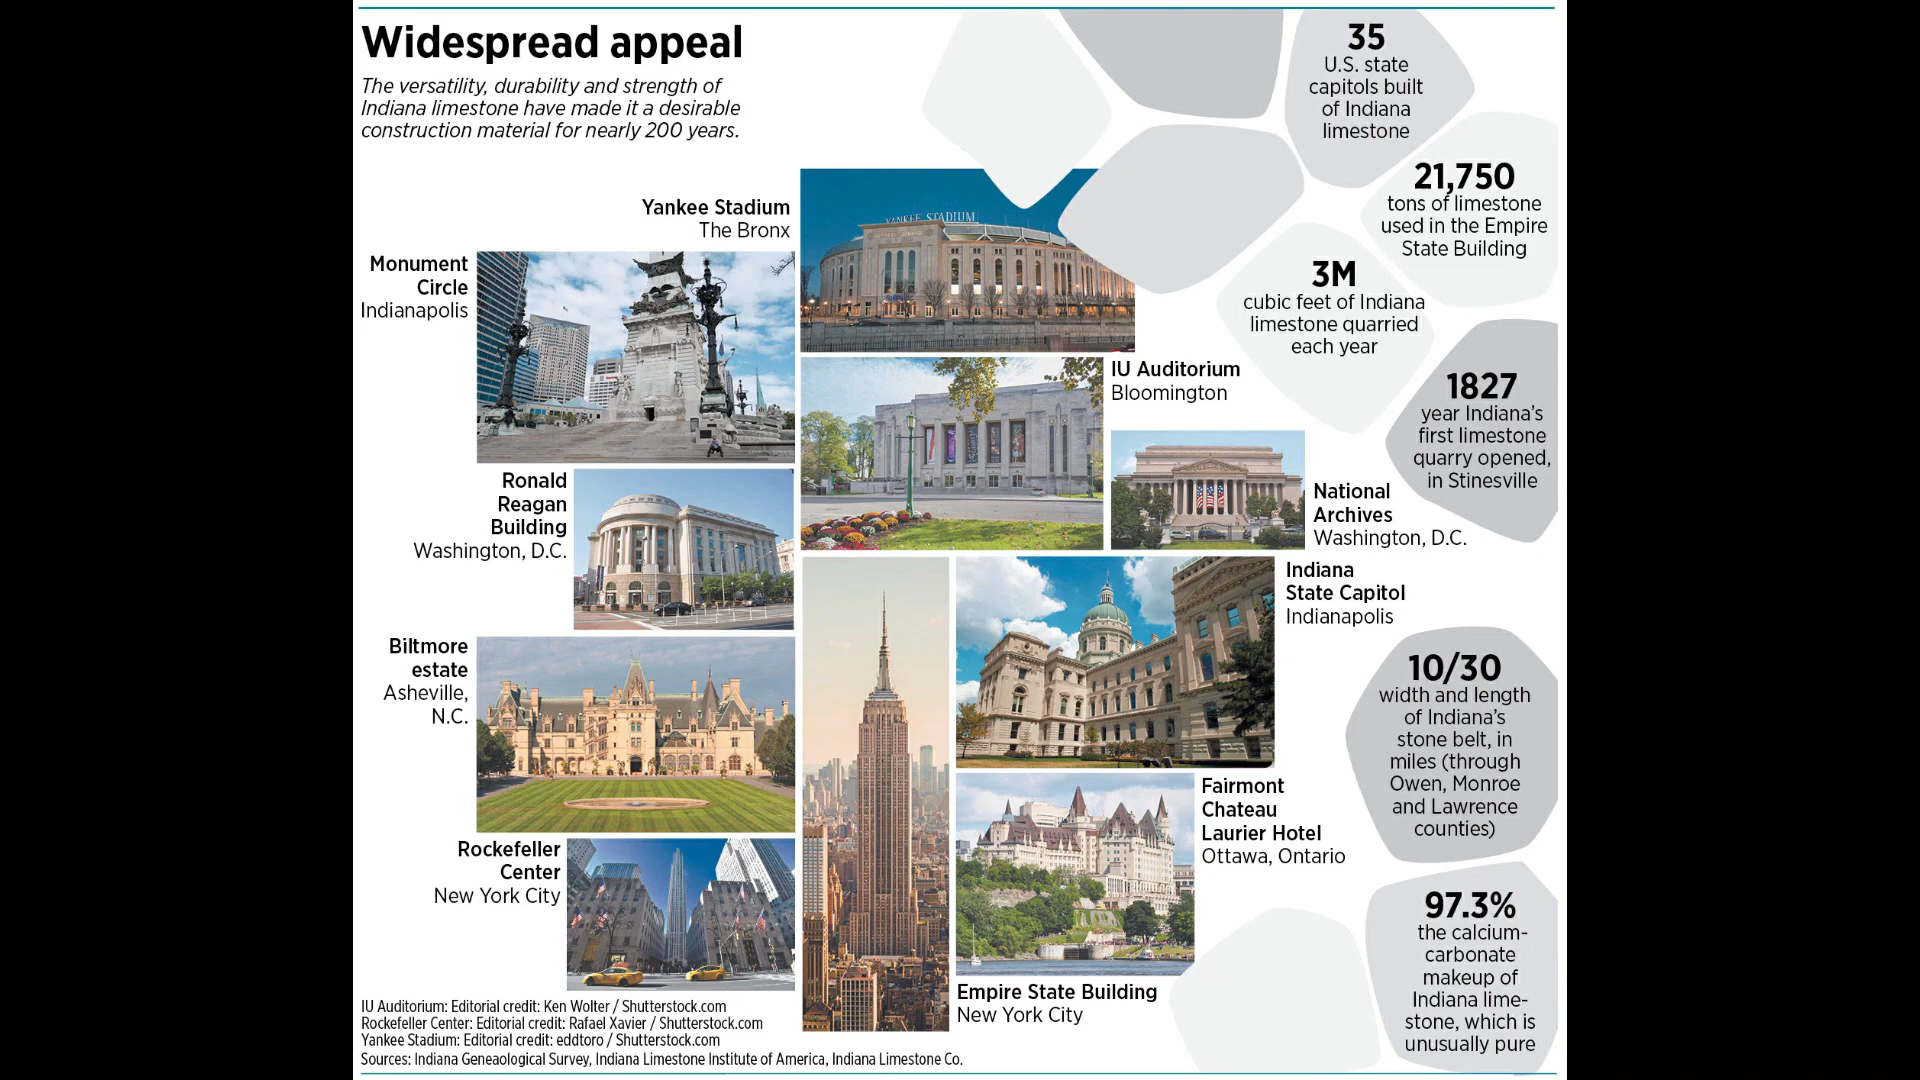 Widespread appeal
The versatility, durability and strength of
Indiana limestone have made it a desirable
construction material for nearly 200 years.
35
U.S. state
capitols built
of Indiana
limestone
21,750
tons of limestone
used in the Empire
State Building
3M
cubic feet of Indiana
limestone quarried
each year
1827
year Indiana's
first limestone
quarry opened,
in Stinesville
10/30
width and length
of Indiana's
stone belt, in
miles (through
Owen, Monroe
and Lawrence
counties)
97.3%
the calcium-
carbonate
makeup of
Indiana lime-
stone, which is
unusually pure
Yankee Stadium
The Bronx
YANKEE STADIUM
Monument
Circle
Indianapolis
IU Auditorium
Bloomington
Ronald
Reagan
Building
Washington, D.C.
National
Archives
Washington, D.C.
Indiana
State Capitol
Indianapolis
Biltmore
estate
Asheville,
N.C.
Fairmont
Chateau
Laurier Hotel
Ottawa, Ontario
Rockefeller
Center
New York City
Empire State Building
New York City
IU Auditorium: Editorial credit: Ken Wolter / Shutterstock.com
Rockefeller Center: Editorial credit: Rafael Xavier / Shutterstock.com
Yankee Stadium: Editorial credit: eddtoro / Shutterstock.com
Sources: Indiana Geneaological Survey, Indiana Limestone Institute of America, Indiana Limestone Co.